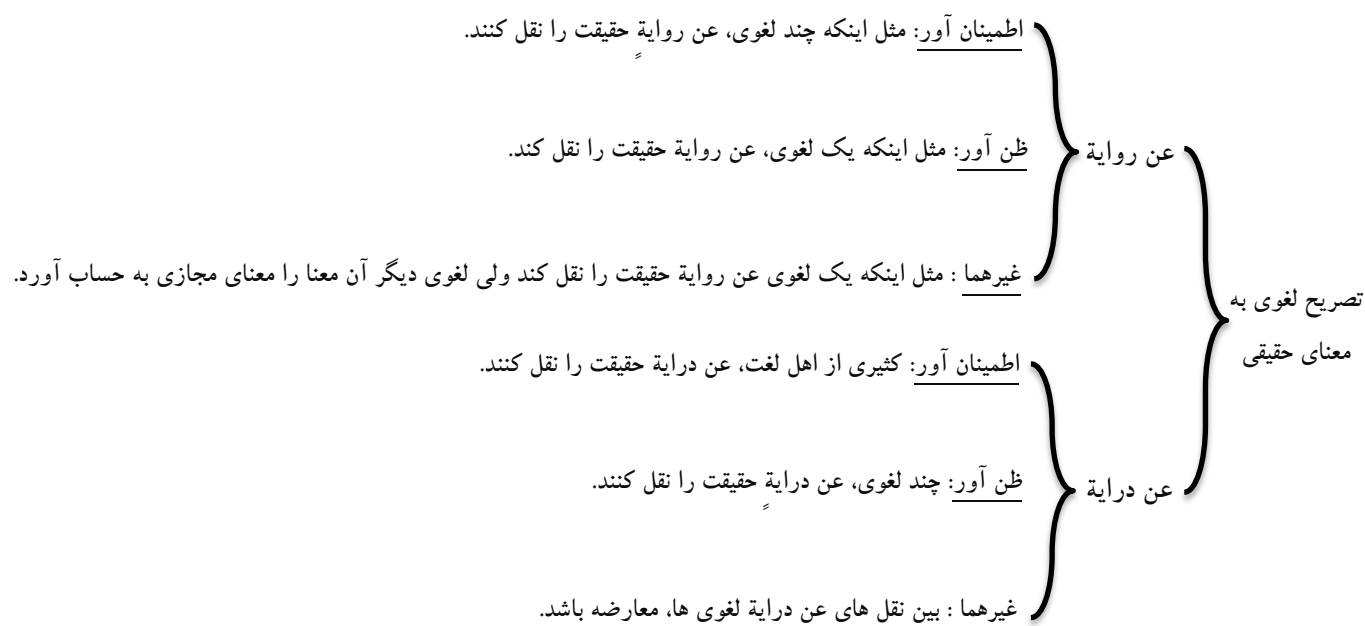 اطمینان آور: مثل اینکه چند لغوی، عن روایةٍ حقیقت را نقل کنند.
عن روایة
ظن آور: مثل اینکه یک لغوی، عن روایة حقیقت را نقل کند.
غیرهما : مثل اینکه یک لغوی عن روایة حقیقت را نقل کند ولی لغوی دیگر آن معنا را معنای مجازی به حساب آورد.
تصریح لغوی به
معنای حقیقی
اطمینان آور: کثیری از اهل لغت، عن درایة حقیقت را نقل کنند.
عن درایة
ظن آور: چند لغوی، عن درایةٍ حقیقت را نقل کنند.
غیرهما : بین نقل های عن درایة لغوی ها، معارضه باشد.